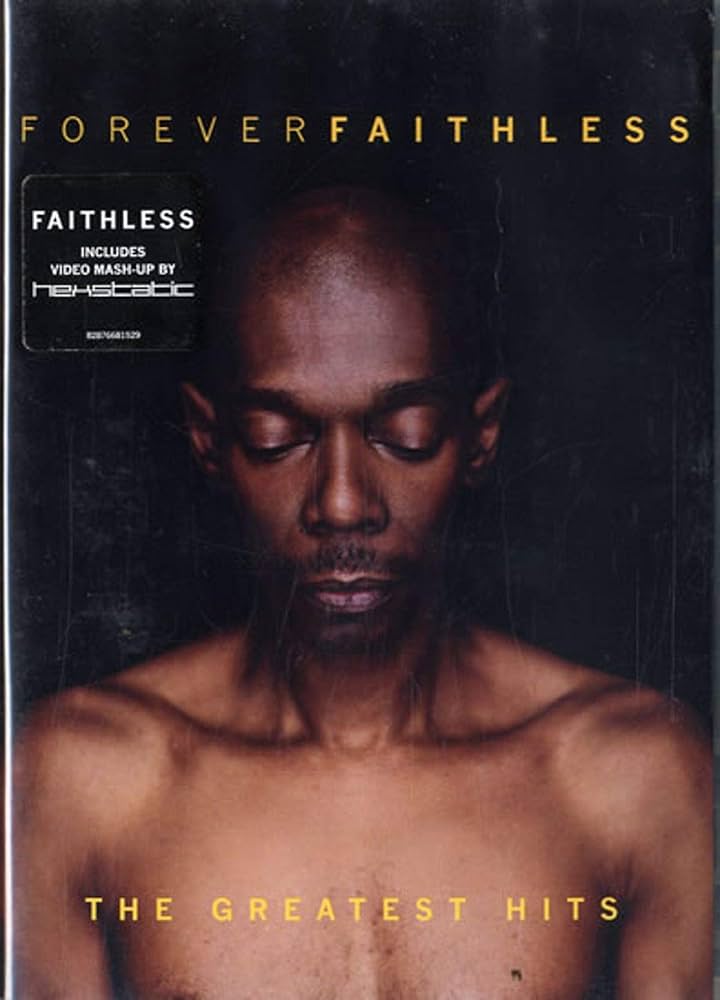 FOREVERFAITHLESS
FAITHLESS
INCLUDES
VIDEO MASH-UP BY
hexstatic
82876681529
THE GREATEST HITS